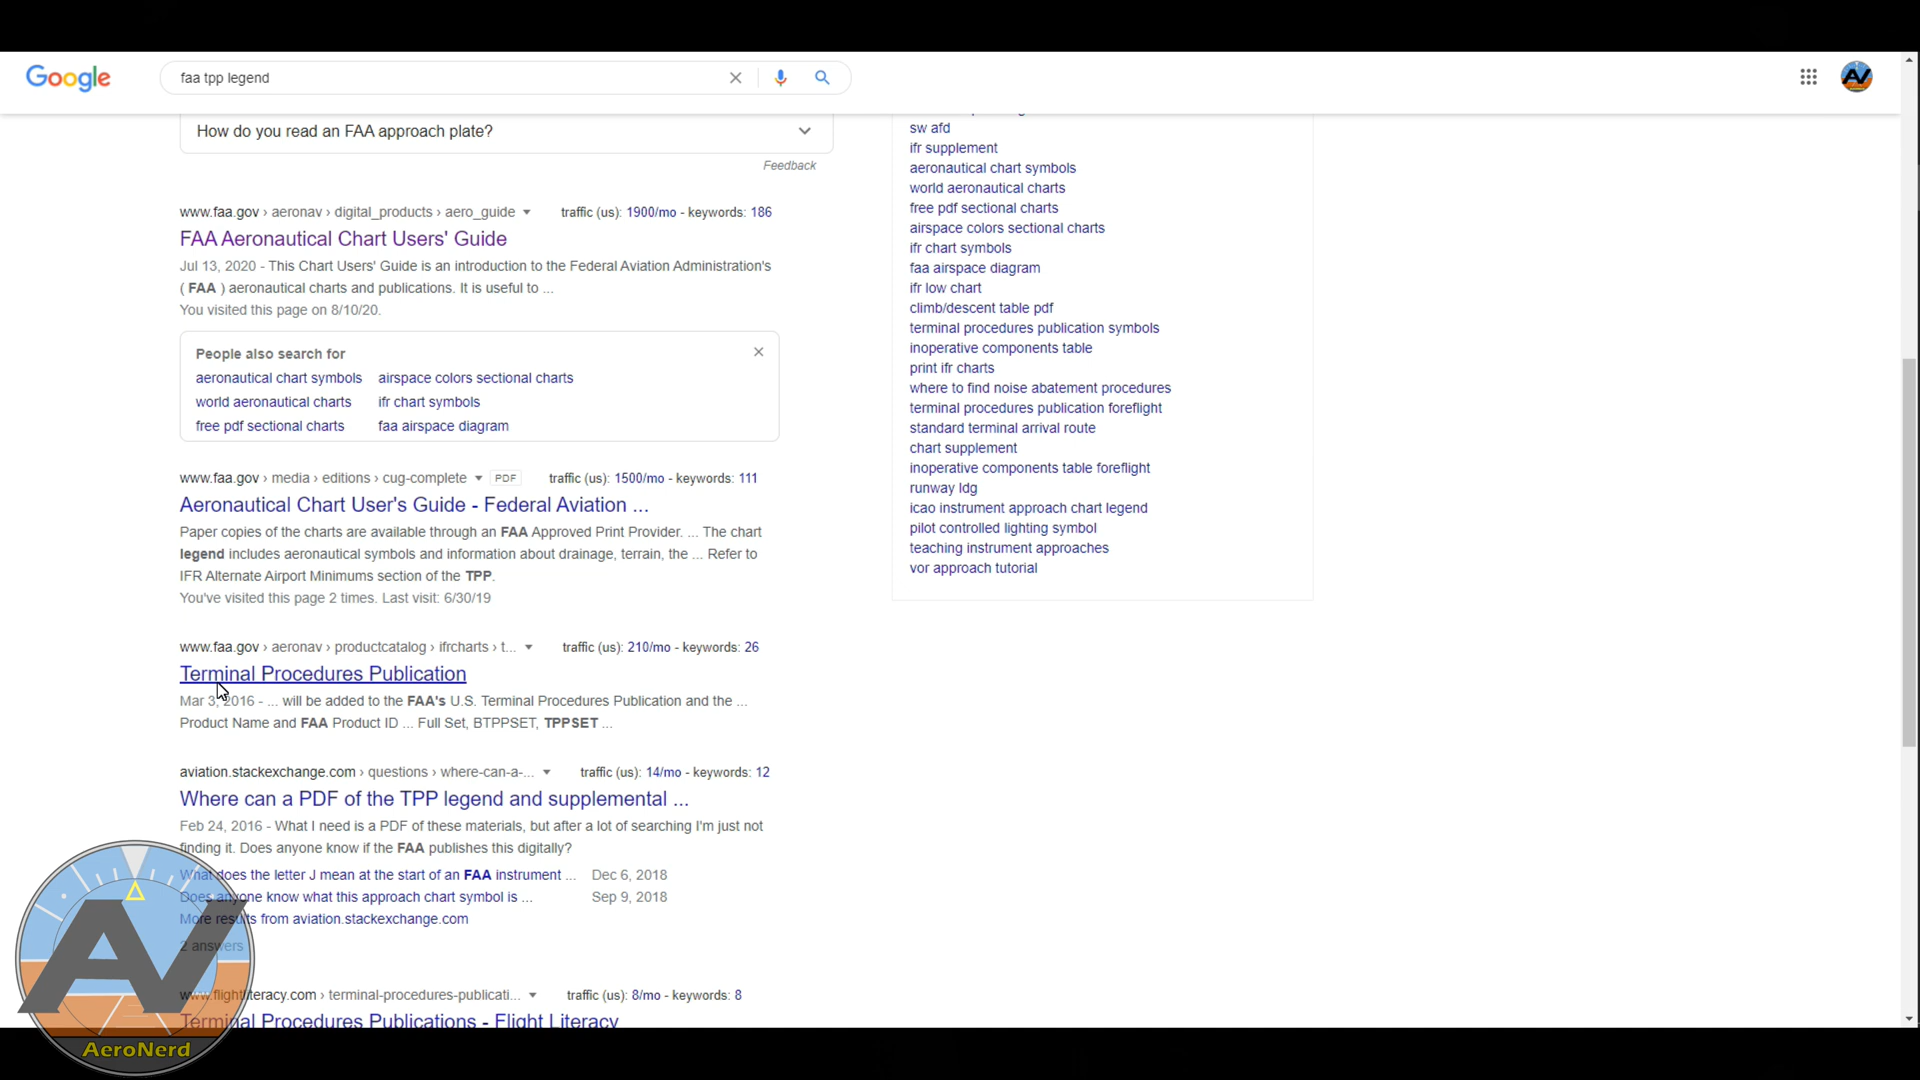 Google
faa tpp legend
AV
How do you read an FAA approach plate?
Feedback
www.faa.gov › aeronav › digital_products › aero_guide
traffic (us): 1900/mo - keywords: 186
FAA Aeronautical Chart Users' Guide
Jul 13, 2020 - This Chart Users' Guide is an introduction to the Federal Aviation Administration's
( FAA ) aeronautical charts and publications. It is useful to ...
You visited this page on 8/10/20.
People also search for
aeronautical chart symbols airspace colors sectional charts
world aeronautical charts ifr chart symbols
free pdf sectional charts faa airspace diagram
www.faa.gov › media › editions › cug-complete PDF
traffic (us): 1500/mo - keywords: 111
Aeronautical Chart User's Guide - Federal Aviation ...
Paper copies of the charts are available through an FAA Approved Print Provider. ... The chart
legend includes aeronautical symbols and information about drainage, terrain, the ... Refer to
IFR Alternate Airport Minimums section of the TPP.
You've visited this page 2 times. Last visit: 6/30/19
www.faa.gov › aeronav › productcatalog › ifrcharts › t...
traffic (us): 210/mo - keywords: 26
Terminal Procedures Publication
Mar 3, 2016 - ... will be added to the FAA's U.S. Terminal Procedures Publication and the ...
Product Name and FAA Product ID ... Full Set, BTPPSET, TPPSET ...
aviation.stackexchange.com › questions › where-can-a-...
traffic (us): 14/mo - keywords: 12
Where can a PDF of the TPP legend and supplemental ...
Feb 24, 2016 - What I need is a PDF of these materials, but after a lot of searching I'm just not
finding it. Does anyone know if the FAA publishes this digitally?
What does the letter J mean at the start of an FAA instrument ... Dec 6, 2018
Does anyone know what this approach chart symbol is ... Sep 9, 2018
More results from aviation.stackexchange.com
2 answers
www.flightliteracy.com › terminal-procedures-publicati...
traffic (us): 8/mo - keywords: 8
Terminal Procedures Publications - Flight Literacy
sw afd
ifr supplement
aeronautical chart symbols
world aeronautical charts
free pdf sectional charts
airspace colors sectional charts
ifr chart symbols
faa airspace diagram
ifr low chart
climb/descent table pdf
terminal procedures publication symbols
inoperative components table
print ifr charts
where to find noise abatement procedures
terminal procedures publication foreflight
standard terminal arrival route
chart supplement
inoperative components table foreflight
runway ldg
icao instrument approach chart legend
pilot controlled lighting symbol
teaching instrument approaches
vor approach tutorial
AV
AeroNerd